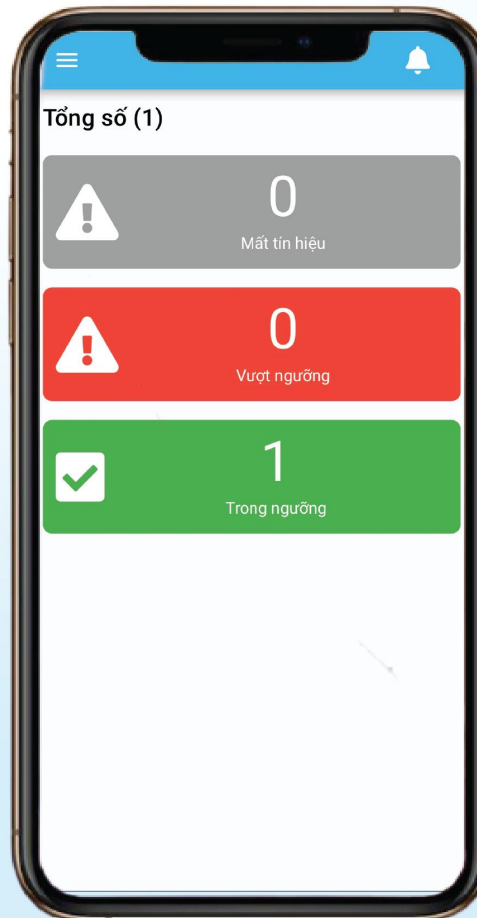 Tổng số (1)
0
Mất tín hiệu
0
Vượt ngưỡng
1
Trong ngưỡng